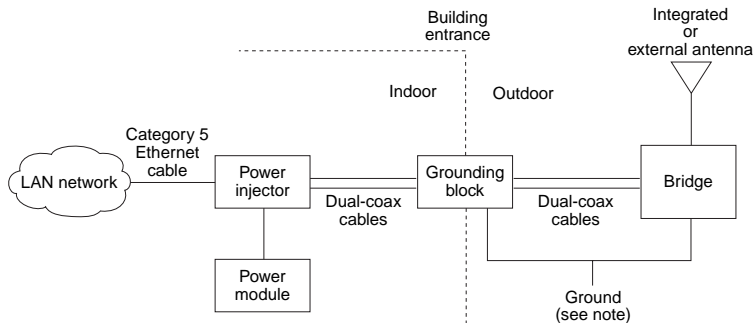 Building
entrance
Integrated
or
external antenna
Indoor
Outdoor
Category 5
Ethernet
cable
LAN network
Power
injector
Dual-coax
cables
Grounding
block
Dual-coax
cables
Bridge
Power
module
Ground
(see note)